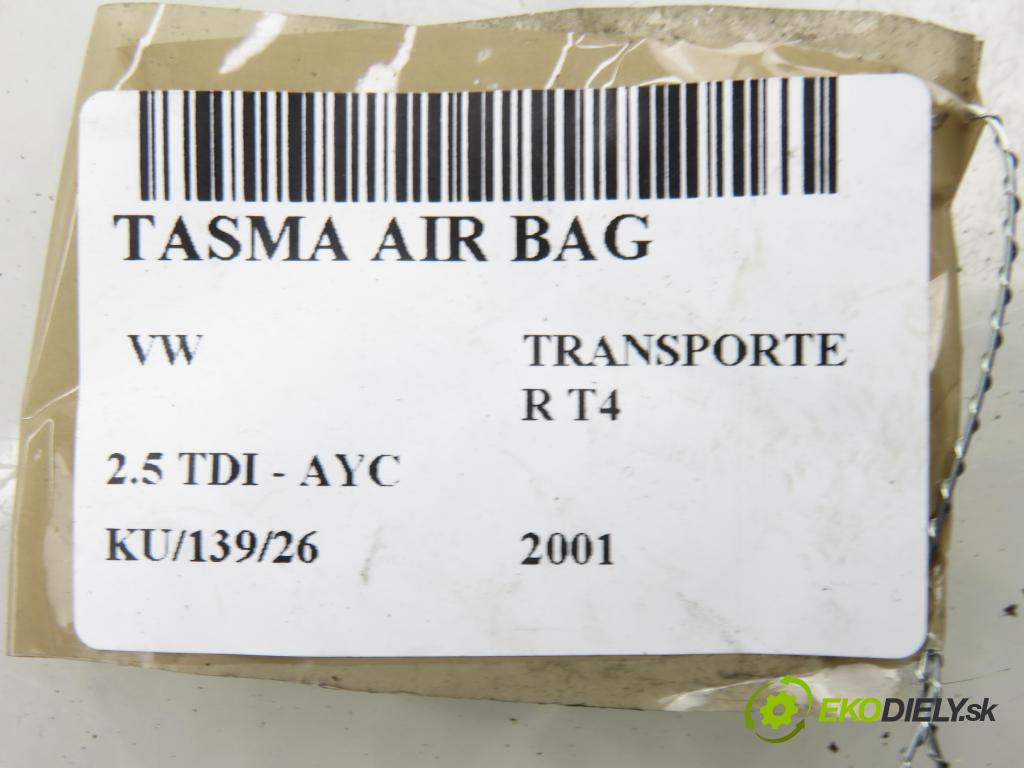 TASMA AIR BAG
VW TRANSPORTE
R T4
2.5 TDI - AYC
KU/139/26 2001
EKODIELY.sk